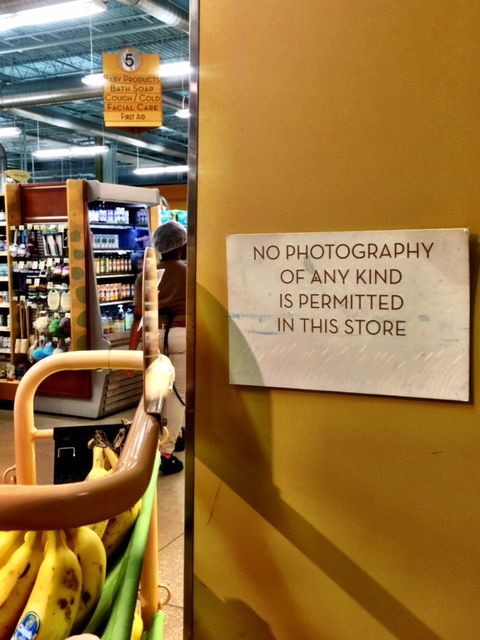 5
BABY PRODUCTS
BATH SOAP
COUGH / COLD
FACIAL CARE
FIRST AID
NO PHOTOGRAPHY
OF ANY KIND
IS PERMITTED
IN THIS STORE